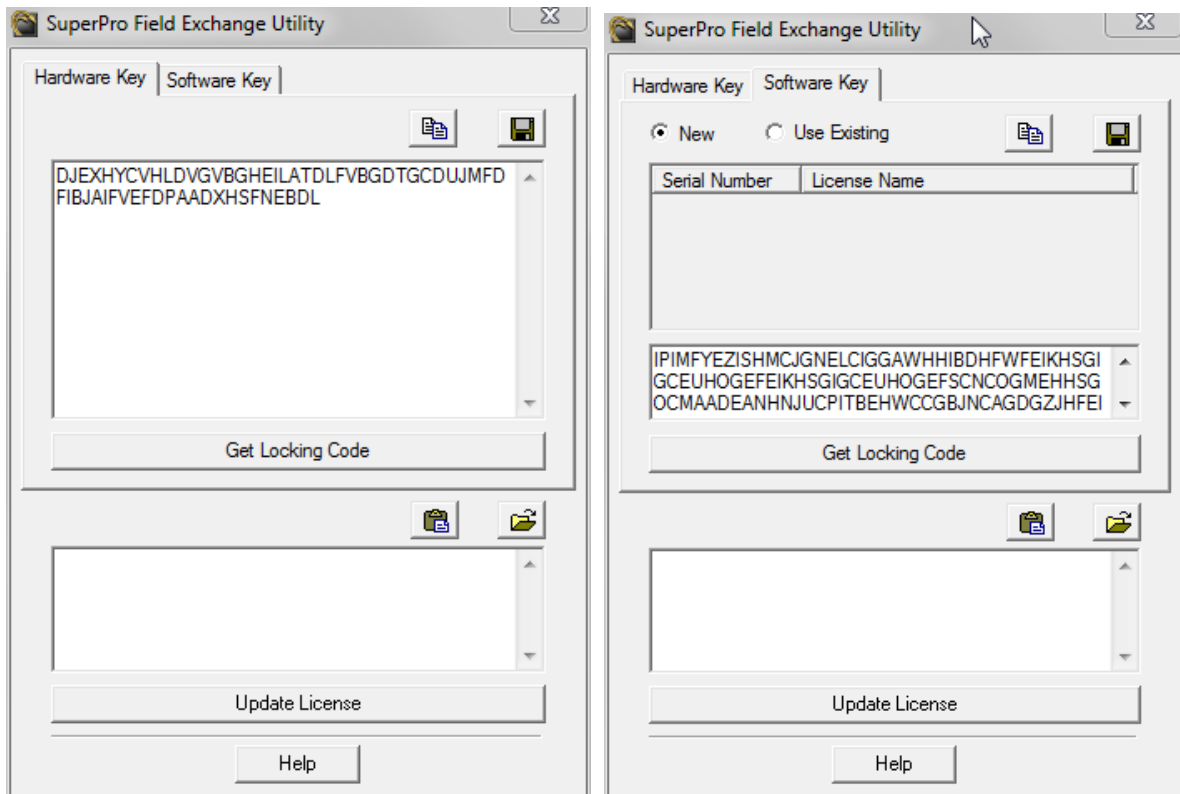 SuperPro Field Exchange Utility
Hardware Key
Software Key
DJEXHYCVHLDVGVBGHEILATDLFVBGDTGCDUJMFD
FIBJAIFVEFDPAADXHSFNEBDL
Get Locking Code
Update License
Help
SuperPro Field Exchange Utility
Hardware Key
Software Key
New
Use Existing
Serial Number
License Name
IPIMFYEZISHMCJGNELCIGGAWHHIBDHFWFEIKHSGI
GCEUHOGEFEIKHSGIGCEUHOGEFSCNCOGMEHHSG
OCMAADEANHNJUCPITBEHWCCGBJNCAGDGZJHFEI
Get Locking Code
Update License
Help